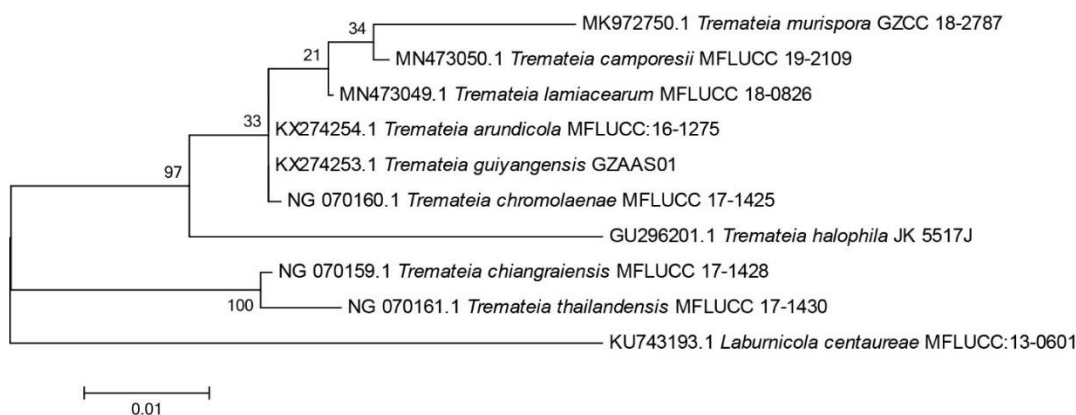 34
MK972750.1 Tremateia murispora GZCC 18-2787
21
MN473050.1 Tremateia camporesii MFLUCC 19-2109
MN473049.1 Tremateia lamiacearum MFLUCC 18-0826
33
KX274254.1 Tremateia arundicola MFLUCC:16-1275
KX274253.1 Tremateia guiyangensis GZAAS01
97
NG 070160.1 Tremateia chromolaenae MFLUCC 17-1425
GU296201.1 Tremateia halophila JK 5517J
NG 070159.1 Tremateia chiangraiensis MFLUCC 17-1428
100
NG 070161.1 Tremateia thailandensis MFLUCC 17-1430
KU743193.1 Laburnicola centaureae MFLUCC:13-0601
0.01